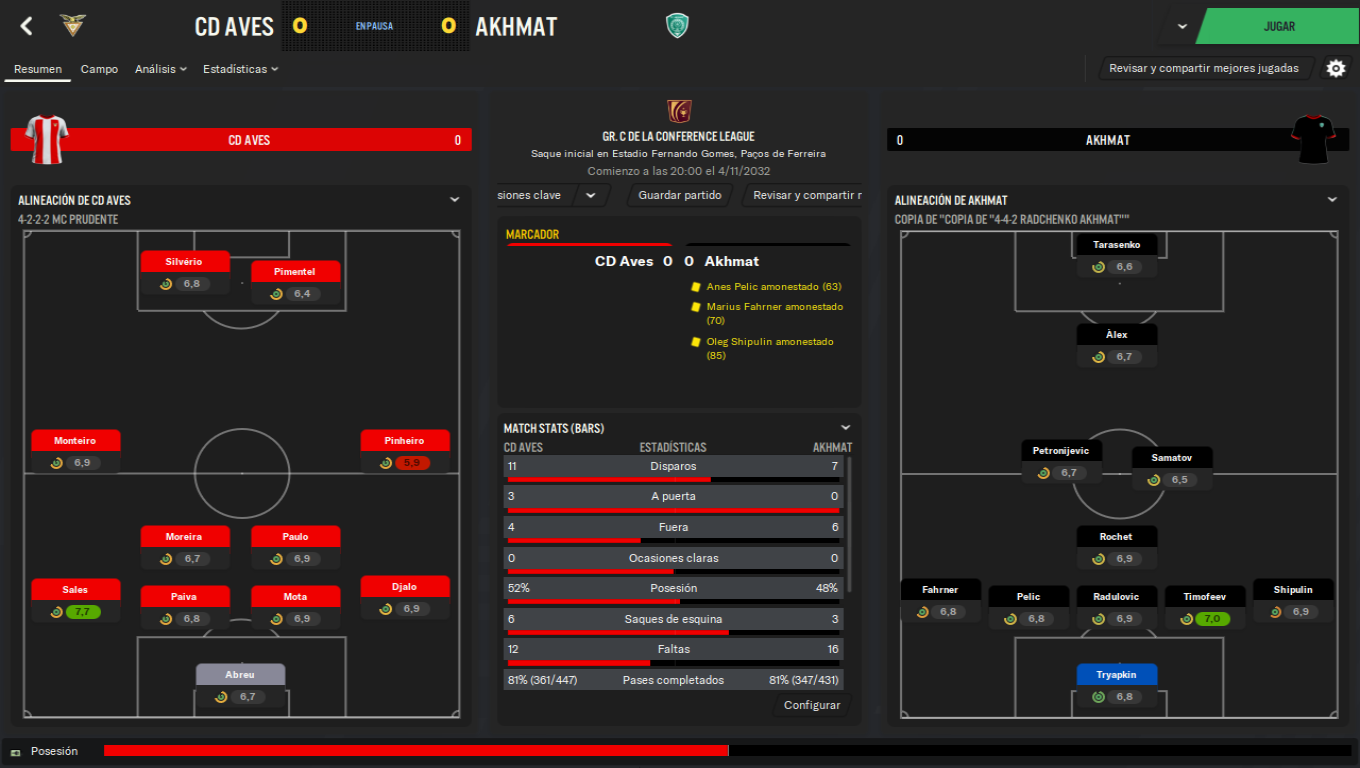 CD AVES
0
EN PAUSA
0
AKHMAT
JUGAR
Resumen
Campo
Análisis
Estadísticas
Revisar y compartir mejores jugadas
CD AVES
0
ALINEACIÓN DE CD AVES
4-2-2-2 MC PRUDENTE
Silvério
6,8
Pimentel
6,4
Monteiro
6,9
Pinheiro
5,9
Moreira
6,7
Paulo
6,9
Sales
7,7
Paiva
6,8
Mota
6,9
Djalo
6,9
Abreu
6,7
GR. C DE LA CONFERENCE LEAGUE
Saque inicial en Estadio Fernando Gomes, Paços de Ferreira
Comienzo a las 20:00 el 4/11/2032
siones clave
Guardar partido
Revisar y compartir r
MARCADOR
CD Aves 0 0 Akhmat
Anes Pelic amonestado (63)
Marius Fahrner amonestado
(70)
Oleg Shipulin amonestado
(85)
MATCH STATS (BARS)
CD AVES ESTADÍSTICAS AKHMAT
11 Disparos 7
3 A puerta 0
4 Fuera 6
0 Ocasiones claras 0
52% Posesión 48%
6 Saques de esquina 3
12 Faltas 16
81% (361/447) Pases completados 81% (347/431)
Configurar
0
AKHMAT
ALINEACIÓN DE AKHMAT
COPIA DE "COPIA DE "4-4-2 RADCHENKO AKHMAT""
Tarasenko
6,6
Álex
6,7
Petronijevic
6,7
Samatov
6,5
Rochet
6,9
Fahrner
6,8
Pelic
6,8
Radulovic
6,9
Timofeev
7,0
Shipulin
6,9
Tryapkin
6,8
Posesión